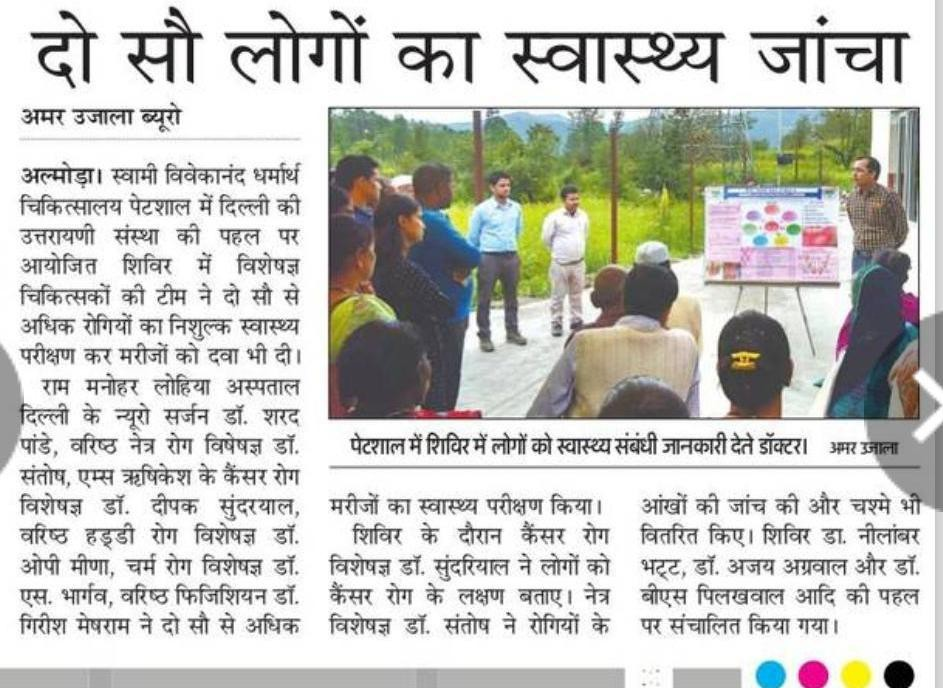 दो सौ लोगों का स्वास्थ्य जांचा
अमर उजाला ब्यूरो
अल्मोड़ा। स्वामी विवेकानंद धर्मार्थ
चिकित्सालय पेटशाल में दिल्ली की
उत्तरायणी संस्था की पहल पर
आयोजित शिविर में विशेषज्ञ
चिकित्सकों की टीम ने दो सौ से
अधिक रोगियों का निशुल्क स्वास्थ्य
परीक्षण कर मरीजों को दवा भी दी।
राम मनोहर लोहिया अस्पताल
दिल्ली के न्यूरो सर्जन डॉ. शरद
पांडे, वरिष्ठ नेत्र रोग विषेषज्ञ डॉ.
संतोष, एम्स ऋषिकेश के कैंसर रोग
विशेषज्ञ डॉ. दीपक सुंदरयाल,
वरिष्ठ हड्डी रोग विशेषज्ञ डॉ.
ओपी मीणा, चर्म रोग विशेषज्ञ डॉ.
एस. भार्गव, वरिष्ठ फिजिशियन डॉ.
गिरीश मेषराम ने दो सौ से अधिक
पेटशाल में शिविर में लोगों को स्वास्थ्य संबंधी जानकारी देते डॉक्टर। अमर उजाला
मरीजों का स्वास्थ्य परीक्षण किया।
शिविर के दौरान कैंसर रोग
विशेषज्ञ डॉ. सुंदरियाल ने लोगों को
कैंसर रोग के लक्षण बताए। नेत्र
विशेषज्ञ डॉ. संतोष ने रोगियों के
आंखों की जांच की और चश्मे भी
वितरित किए। शिविर डा. नीलांबर
भट्ट, डॉ. अजय अग्रवाल और डॉ.
बीएस पिलखवाल आदि की पहल
पर संचालित किया गया।